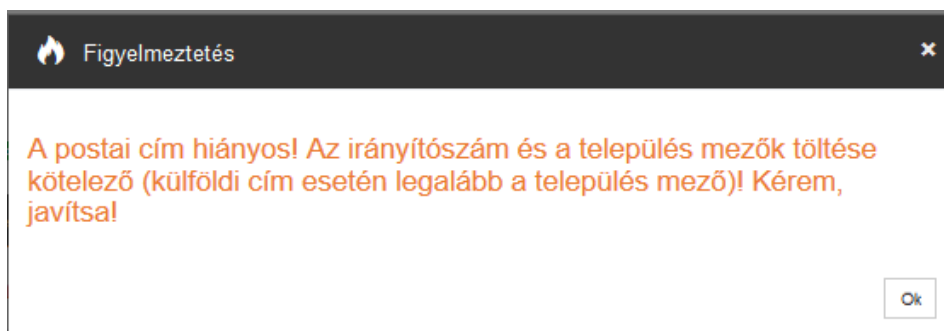 Figyelmeztetés
A postai cím hiányos! Az irányítószám és a település mezők töltése
kötelező (külföldi cím esetén legalább a település mező)! Kérem,
javítsa!
Ok